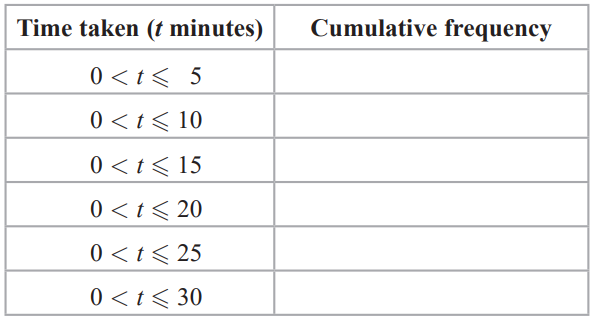 Time taken (t minutes) Cumulative frequency
0 < t ⩽ 5
0 < t ⩽ 10
0 < t ⩽ 15
0 < t ⩽ 20
0 < t ⩽ 25
0 < t ⩽ 30